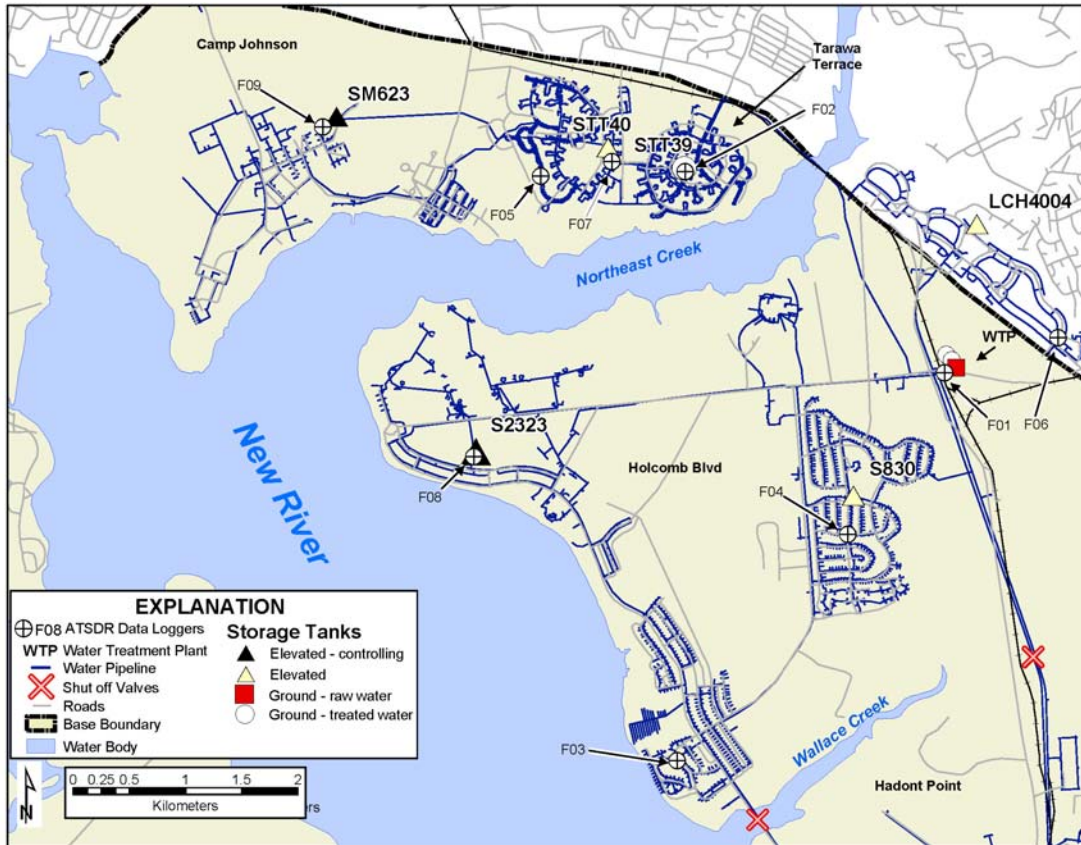 Camp Johnson
Tarawa
Terrace
F09
SM623
F02
STT40
STT39
F05
F07
LCH4004
Northeast Creek
WTP
New River
S2323
F01
F06
Holcomb Blvd
S830
F08
F04
EXPLANATION
F08 ATSDR Data Loggers
WTP Water Treatment Plant
Water Pipeline
Shut off Valves
Roads
Base Boundary
Water Body
Storage Tanks
Elevated - controlling
Elevated
Ground - raw water
Ground - treated water
F03
Wallace Creek
Hadont Point
N
0 0.25 0.5 1 1.5 2
Kilometers
ers